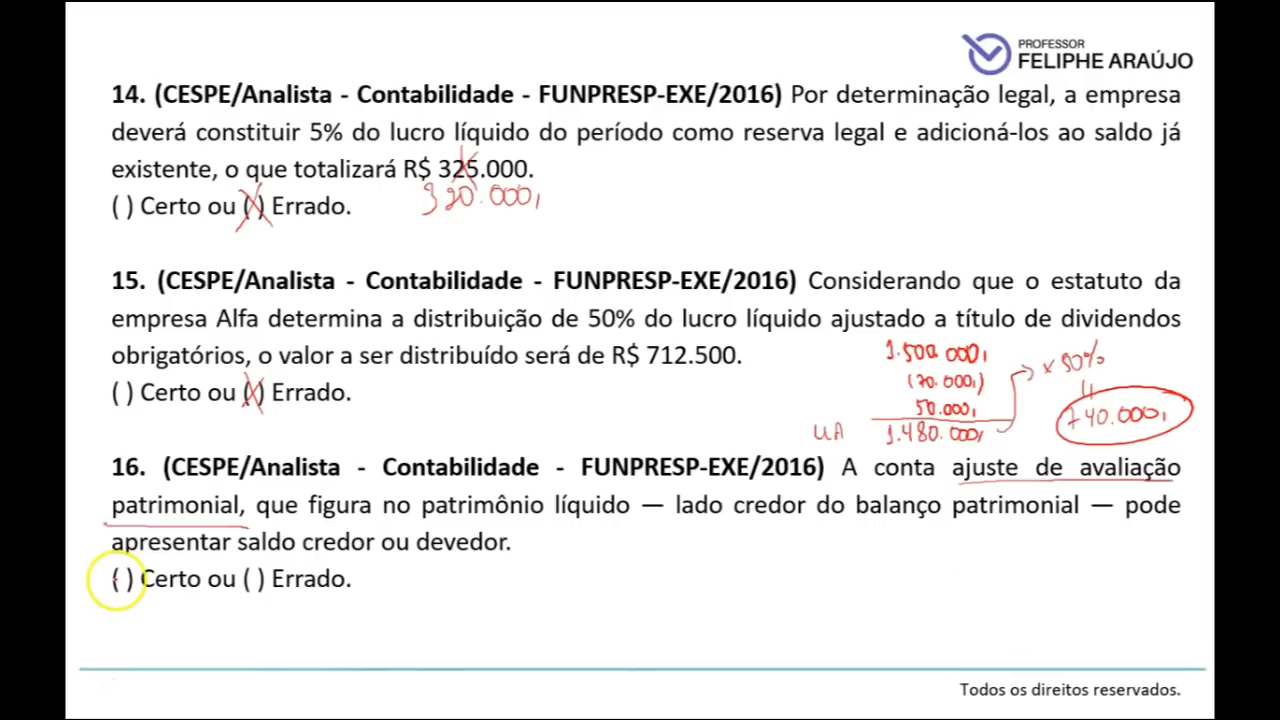 PROFESSOR
FELIPHE ARAÚJO
14. (CESPE/Analista - Contabilidade - FUNPRESP-EXE/2016) Por determinação legal, a empresa
deverá constituir 5% do lucro líquido do período como reserva legal e adicioná-los ao saldo já
existente, o que totalizará R$ 325.000.
320.000,
( ) Certo ou ( ) Errado.
15. (CESPE/Analista - Contabilidade - FUNPRESP-EXE/2016) Considerando que o estatuto da
empresa Alfa determina a distribuição de 50% do lucro líquido ajustado a título de dividendos
obrigatórios, o valor a ser distribuído será de R$ 712.500.
( ) Certo ou ( ) Errado.
1.500.000,
(70.000,)
50.000,
LLA 1.480.000,
x 50%
740.000,
16. (CESPE/Analista - Contabilidade - FUNPRESP-EXE/2016) A conta ajuste de avaliação
patrimonial, que figura no patrimônio líquido — lado credor do balanço patrimonial — pode
apresentar saldo credor ou devedor.
( ) Certo ou ( ) Errado.
Todos os direitos reservados.